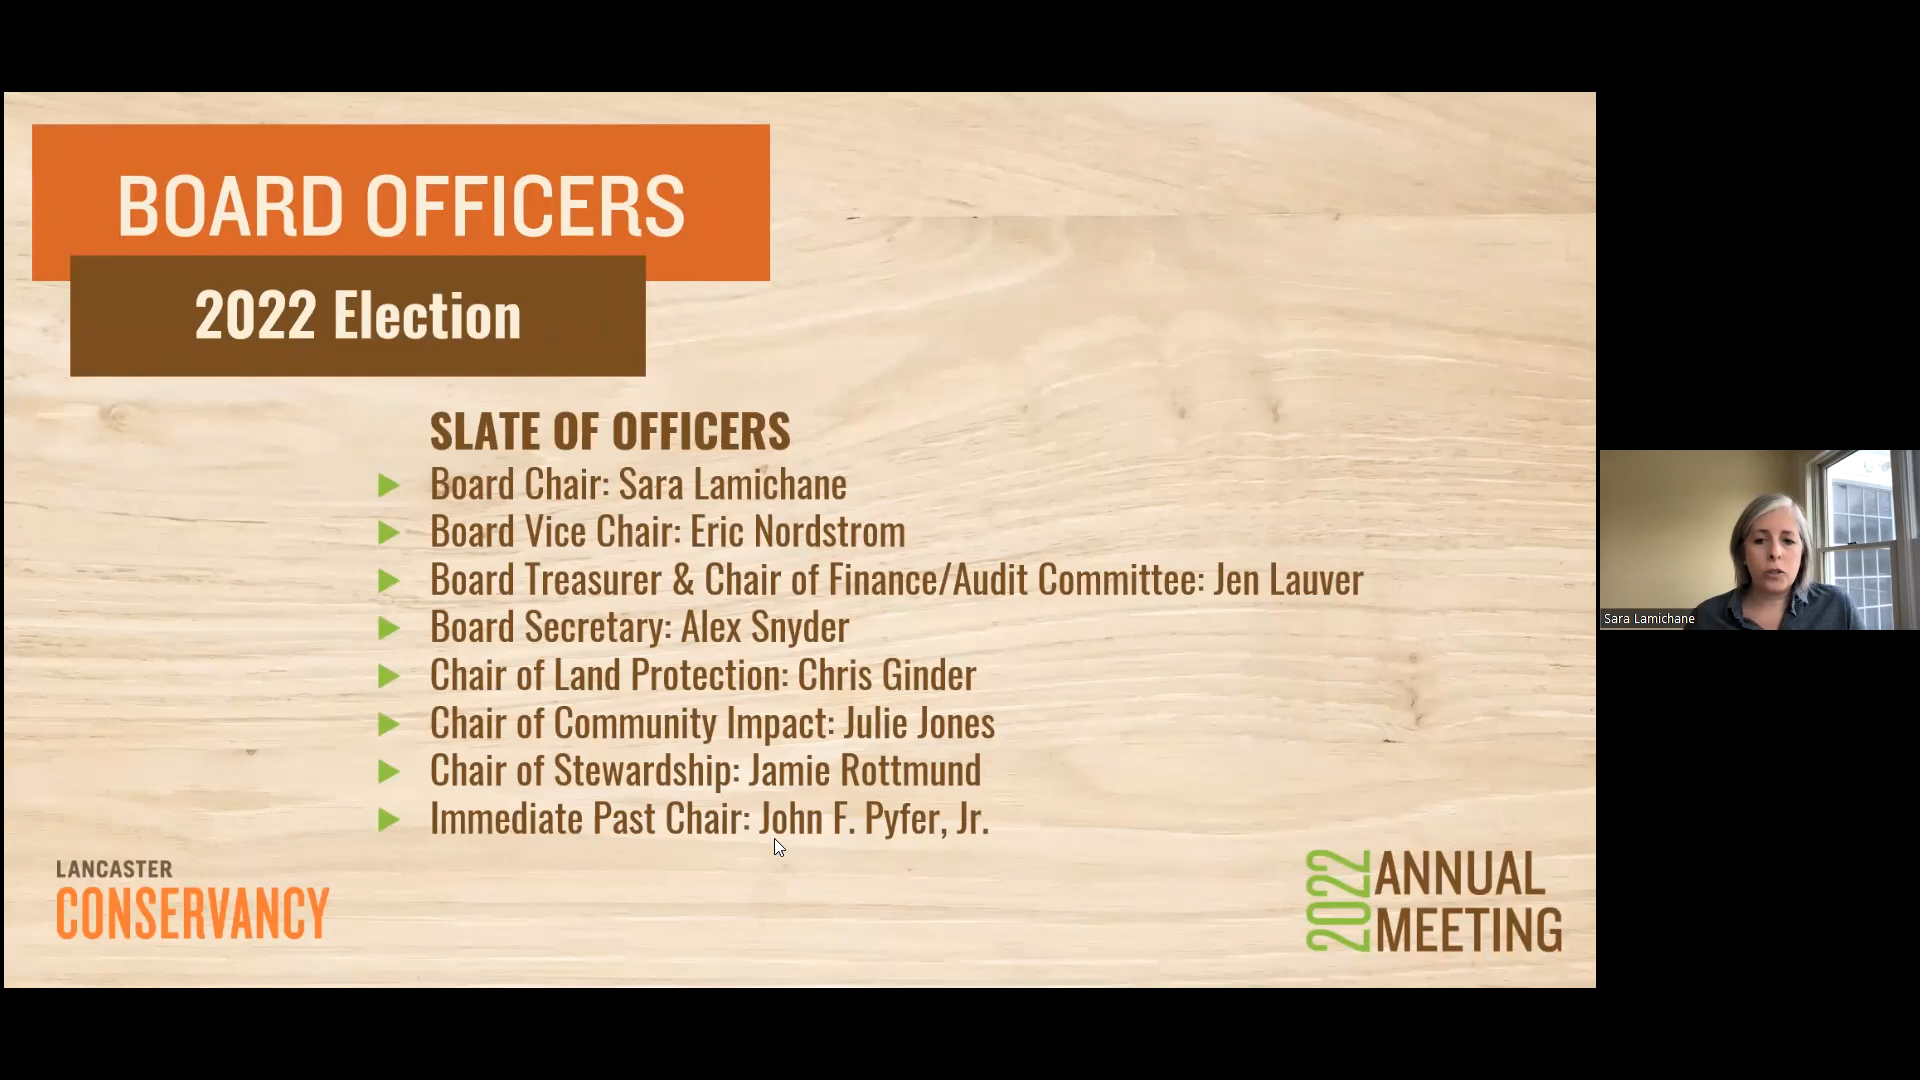 BOARD OFFICERS
2022 Election
SLATE OF OFFICERS
Board Chair: Sara Lamichane
Board Vice Chair: Eric Nordstrom
Board Treasurer & Chair of Finance/Audit Committee: Jen Lauver
Board Secretary: Alex Snyder
Chair of Land Protection: Chris Ginder
Chair of Community Impact: Julie Jones
Chair of Stewardship: Jamie Rottmund
Immediate Past Chair: John F. Pyfer, Jr.
LANCASTER
CONSERVANCY
2022
ANNUAL
MEETING
Sara Lamichane